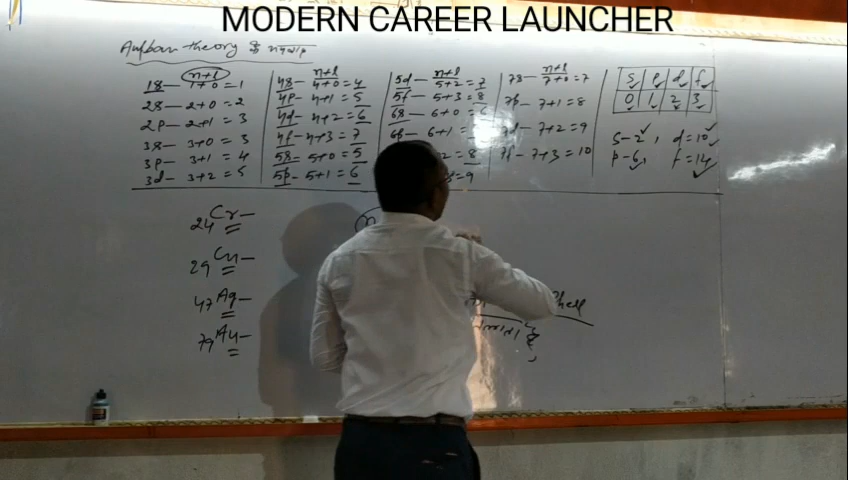 MODERN CAREER LAUNCHER
Aufbau theory के
n+l
1s— 1+0=1
2s— 2+0=2
2p— 2+1=3
3s— 3+0=3
3p— 3+1=4
3d— 3+2=5
n+l
4s— 4+0=4
4p— 4+1=5
4d— 4+2=6
4f— 4+3=7
5s— 5+0=5
5p— 5+1=6
n+l
5d— 5+2=7
5f— 5+3=8
6s— 6+0=6
6p— 6+1=
2=8
3=9
n+l
7s— 7+0=7
7p— 7+1=8
7d— 7+2=9
7f— 7+3=10
s p d f
0 1 2 3
s-2, d=10
p-6, f=14
24Cr—
29Cu—
47Ag—
79Au—